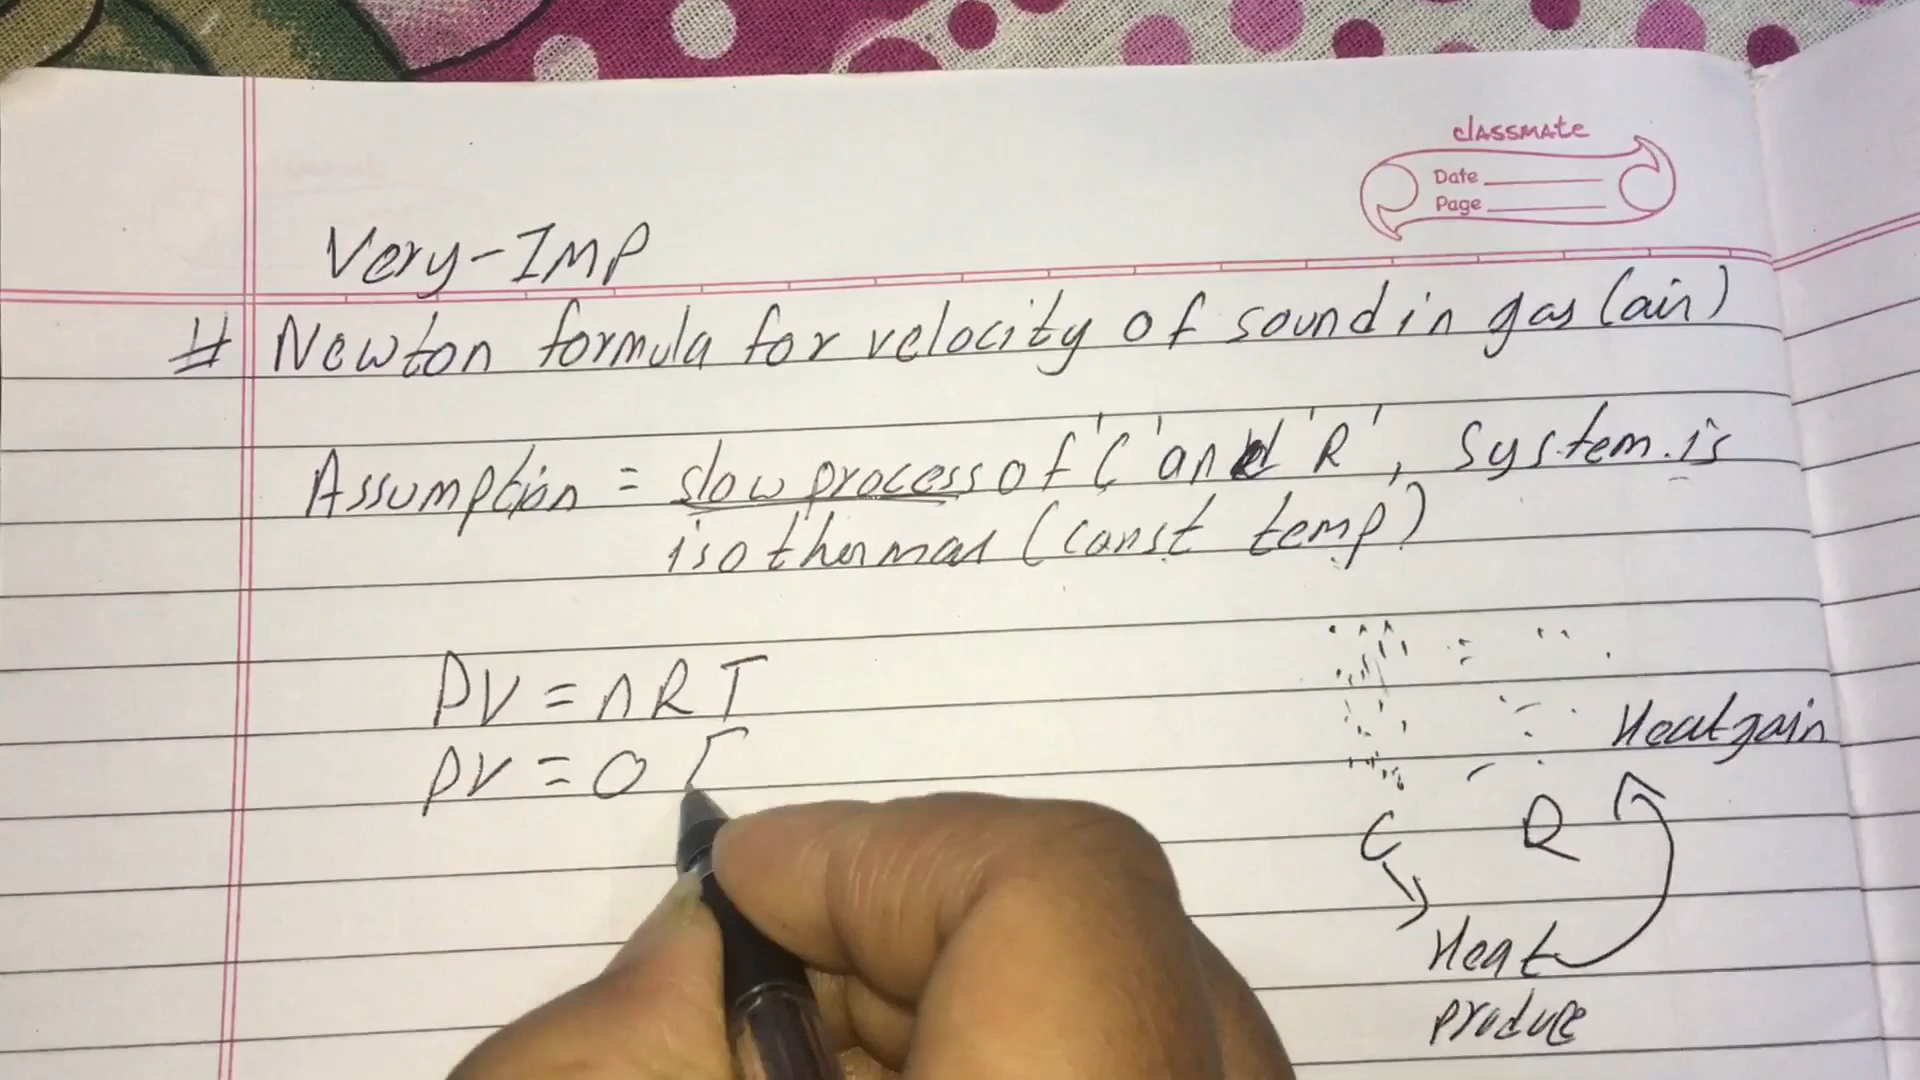 classmate
Date
Page
Very-IMP
# Newton formula for velocity of sound in gas (air)
Assumption = slow process of 'C' and 'R', System is
isothermal (const temp)
PV = nRT
PV = 0 [
Heat gain
C R
Heat
produce